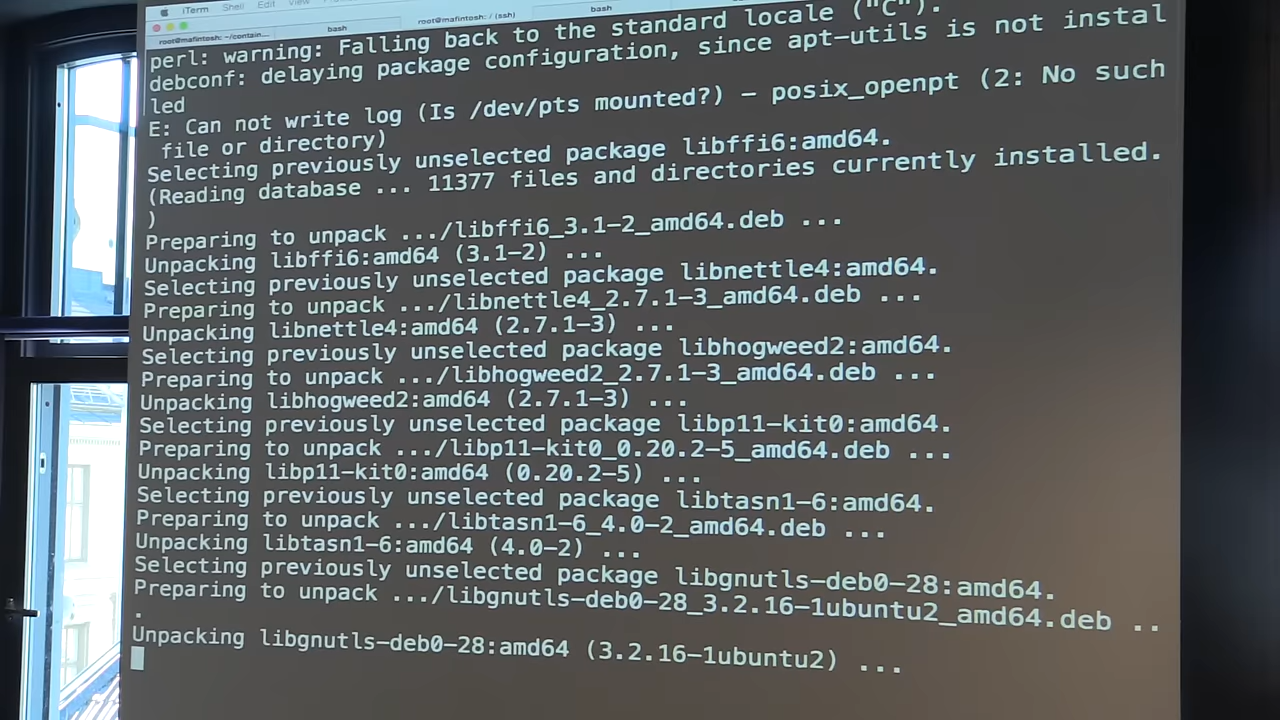 iTerm Shell Edit View
root@mafintosh: ~/contain... bash root@mafintosh: / (ssh) bash
perl: warning: Falling back to the standard locale ("C").
debconf: delaying package configuration, since apt-utils is not instal
led
E: Can not write log (Is /dev/pts mounted?) - posix_openpt (2: No such
file or directory)
Selecting previously unselected package libffi6:amd64.
(Reading database ... 11377 files and directories currently installed.
)
Preparing to unpack .../libffi6_3.1-2_amd64.deb ...
Unpacking libffi6:amd64 (3.1-2) ...
Selecting previously unselected package libnettle4:amd64.
Preparing to unpack .../libnettle4_2.7.1-3_amd64.deb ...
Unpacking libnettle4:amd64 (2.7.1-3) ...
Selecting previously unselected package libhogweed2:amd64.
Preparing to unpack .../libhogweed2_2.7.1-3_amd64.deb ...
Unpacking libhogweed2:amd64 (2.7.1-3) ...
Selecting previously unselected package libp11-kit0:amd64.
Preparing to unpack .../libp11-kit0_0.20.2-5_amd64.deb ...
Unpacking libp11-kit0:amd64 (0.20.2-5) ...
Selecting previously unselected package libtasn1-6:amd64.
Preparing to unpack .../libtasn1-6_4.0-2_amd64.deb ...
Unpacking libtasn1-6:amd64 (4.0-2) ...
Selecting previously unselected package libgnutls-deb0-28:amd64.
Preparing to unpack .../libgnutls-deb0-28_3.2.16-1ubuntu2_amd64.deb ..
.
Unpacking libgnutls-deb0-28:amd64 (3.2.16-1ubuntu2) ...